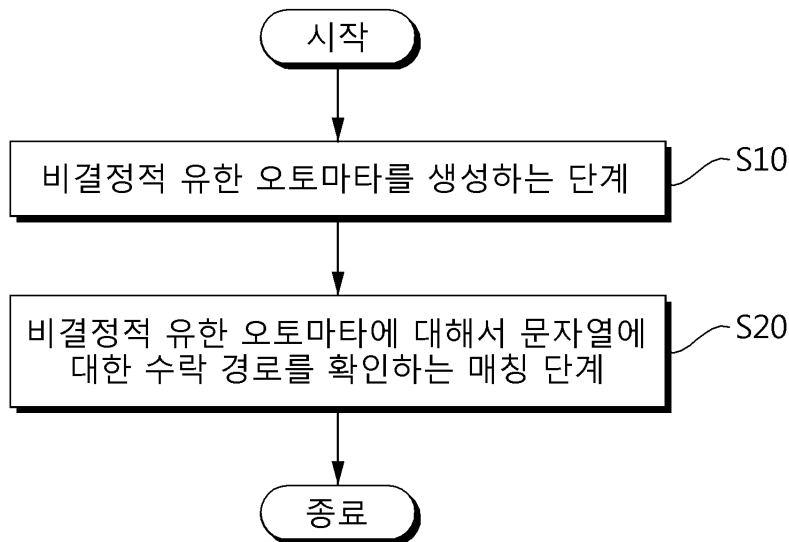 시작
비결정적 유한 오토마타를 생성하는 단계
S10
비결정적 유한 오토마타에 대해서 문자열에
대한 수락 경로를 확인하는 매칭 단계
S20
종료